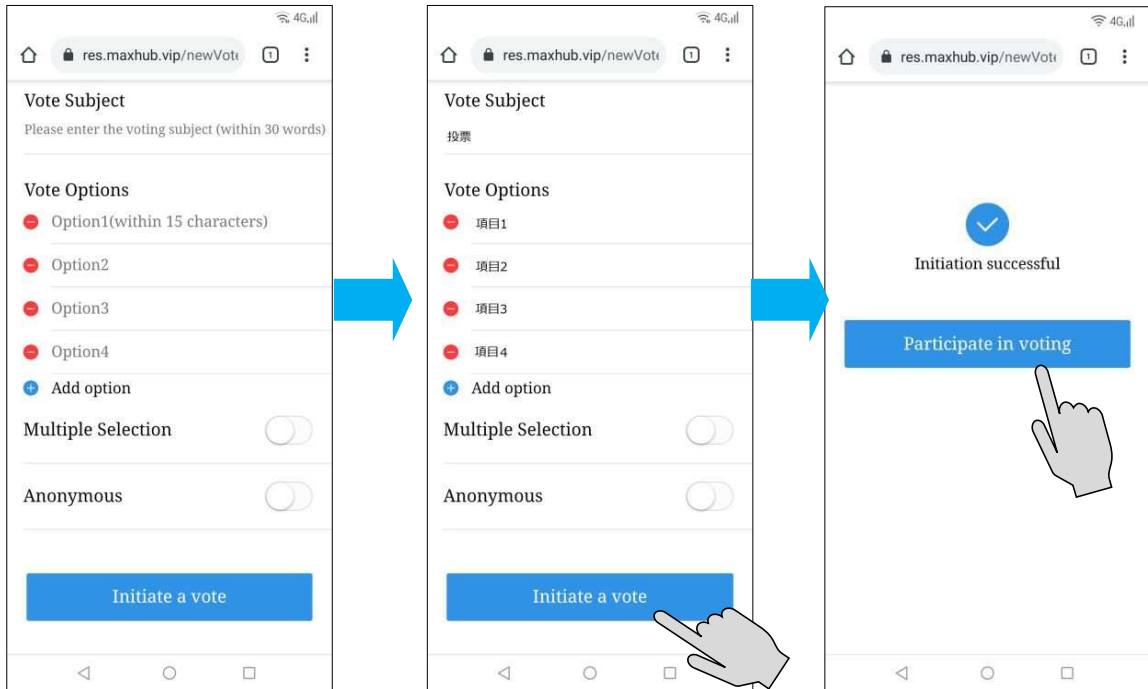 4G
res.maxhub.vip/newVote
1
Vote Subject
Please enter the voting subject (within 30 words)
Vote Options
Option1(within 15 characters)
Option2
Option3
Option4
Add option
Multiple Selection
Anonymous
Initiate a vote
4G
res.maxhub.vip/newVote
1
Vote Subject
投票
Vote Options
項目1
項目2
項目3
項目4
Add option
Multiple Selection
Anonymous
Initiate a vote
4G
res.maxhub.vip/newVote
1
Initiation successful
Participate in voting